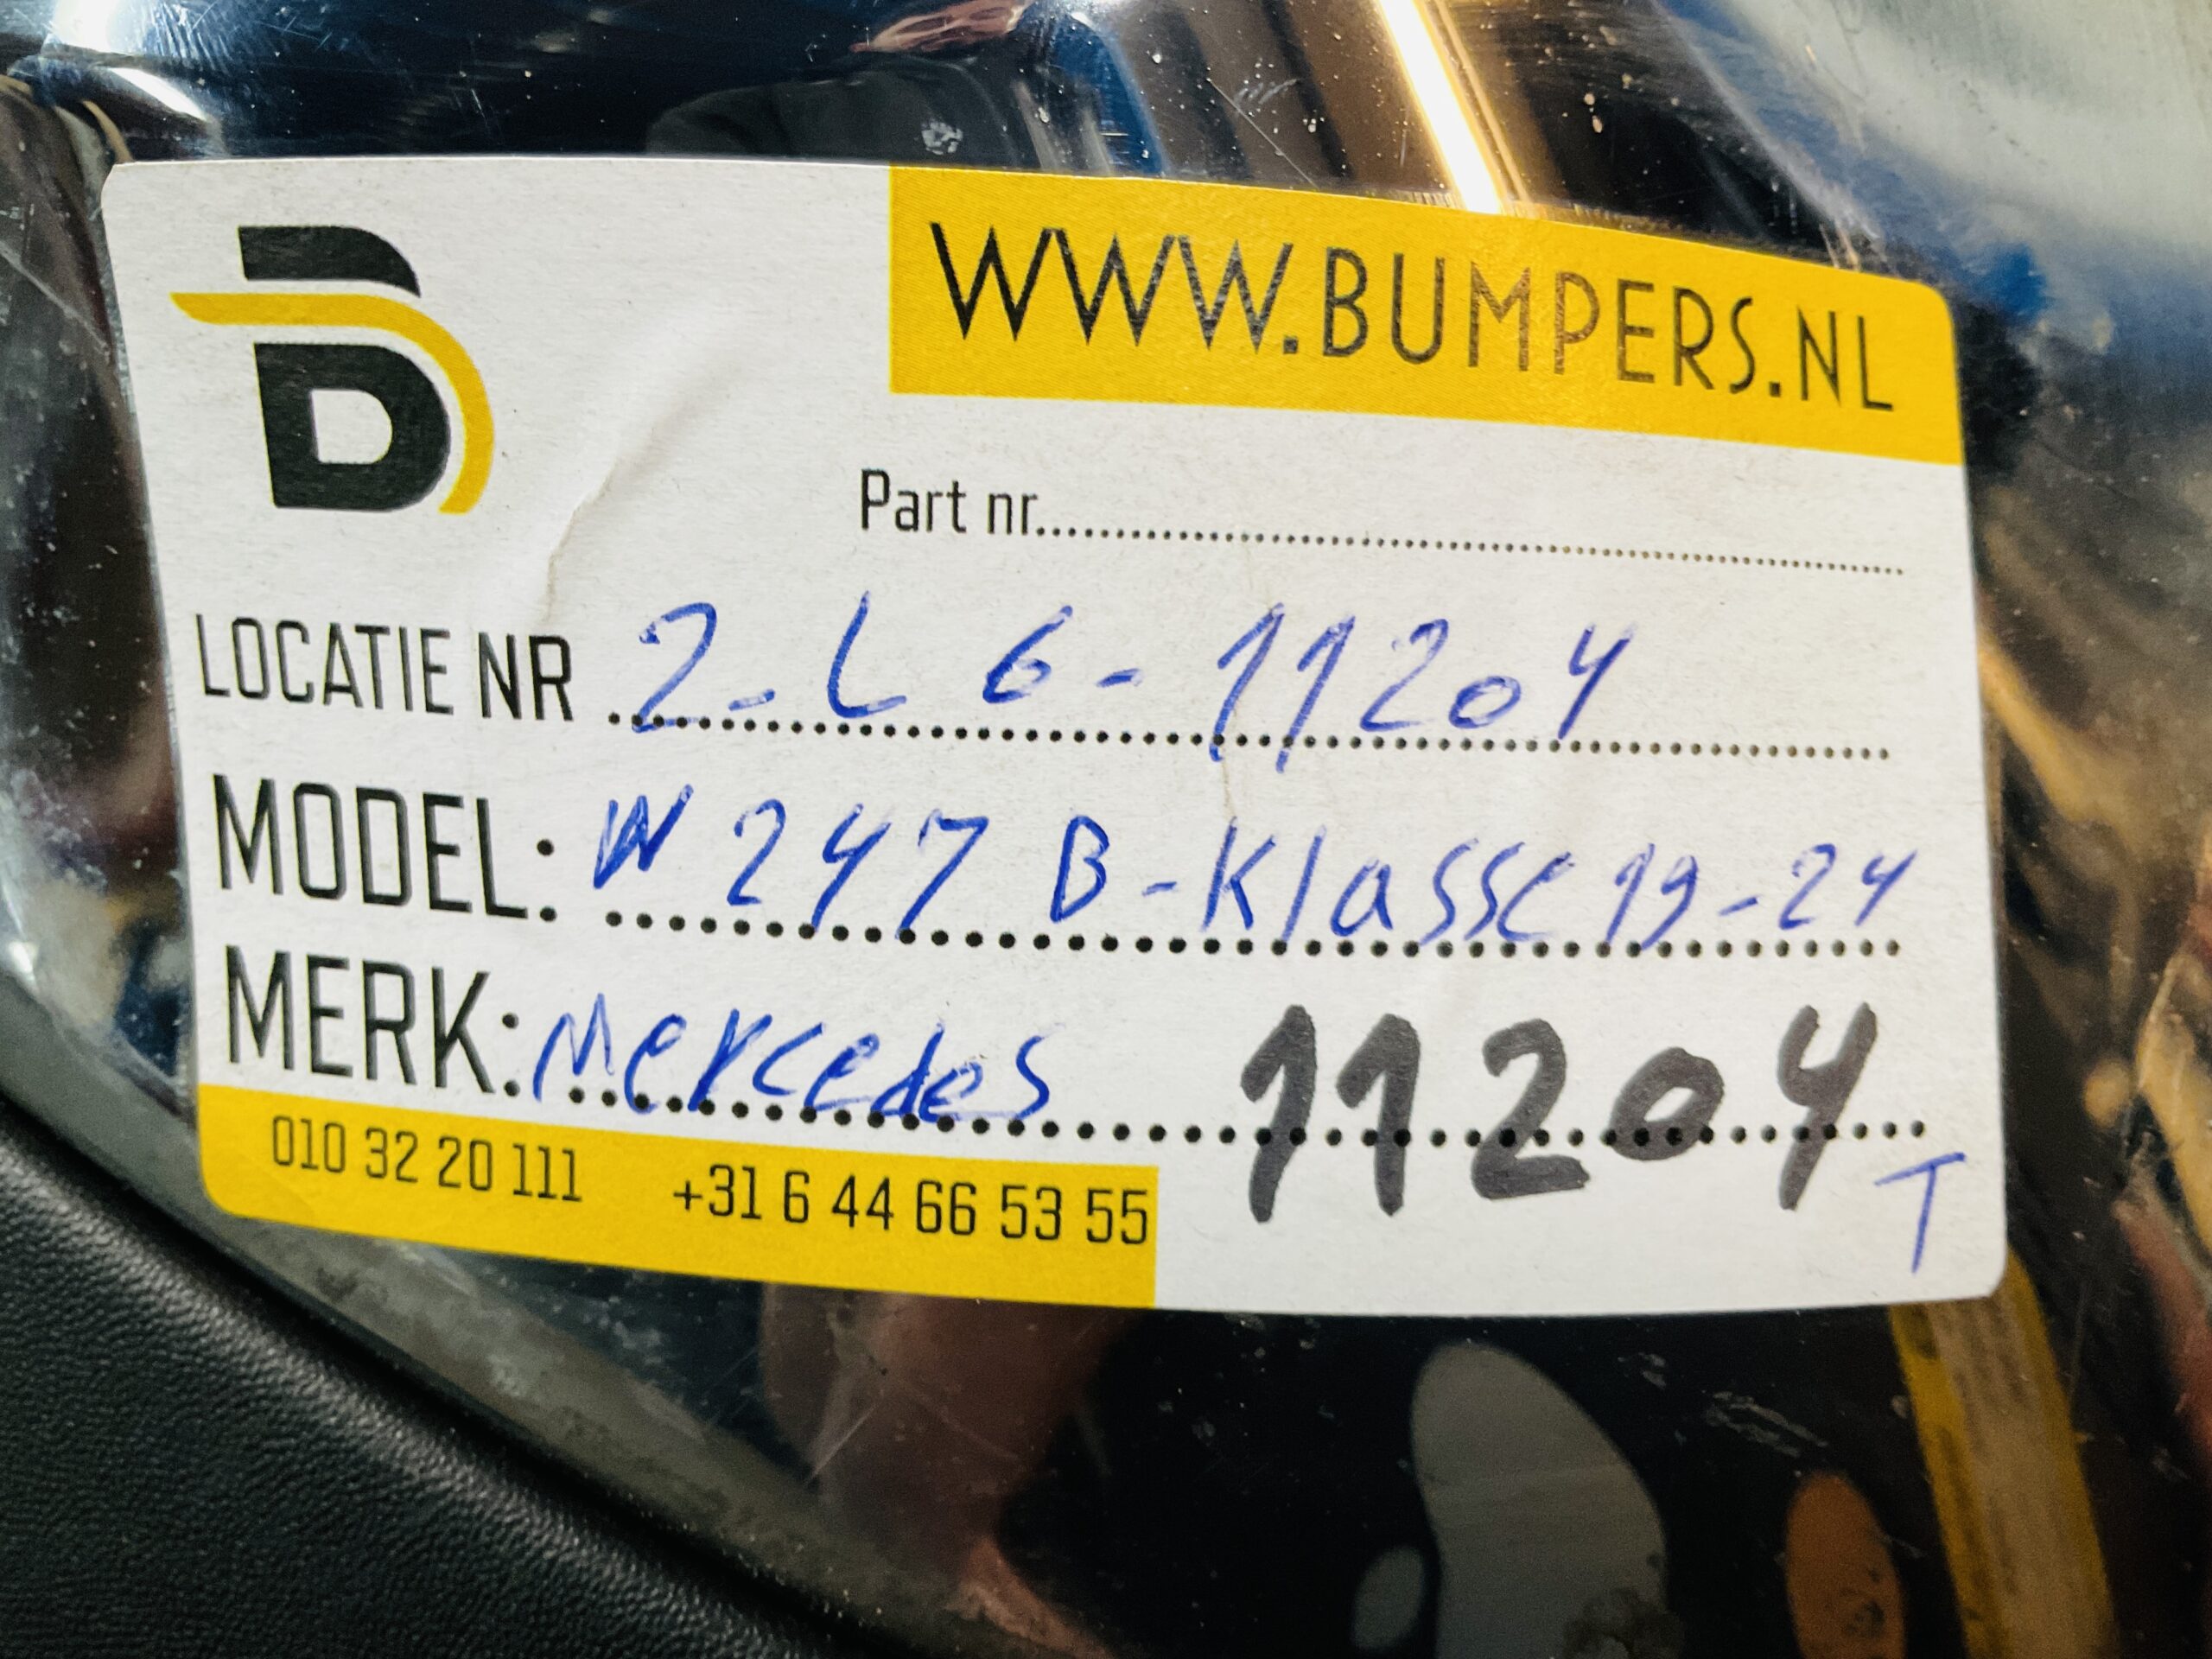 WWW.BUMPERS.NL
Part nr..............................
LOCATIE NR 2-L6-11204
MODEL: W247 B-Klasse 19-24
MERK: Mercedes 11204
T
010 32 20 111 +31 6 44 66 53 55